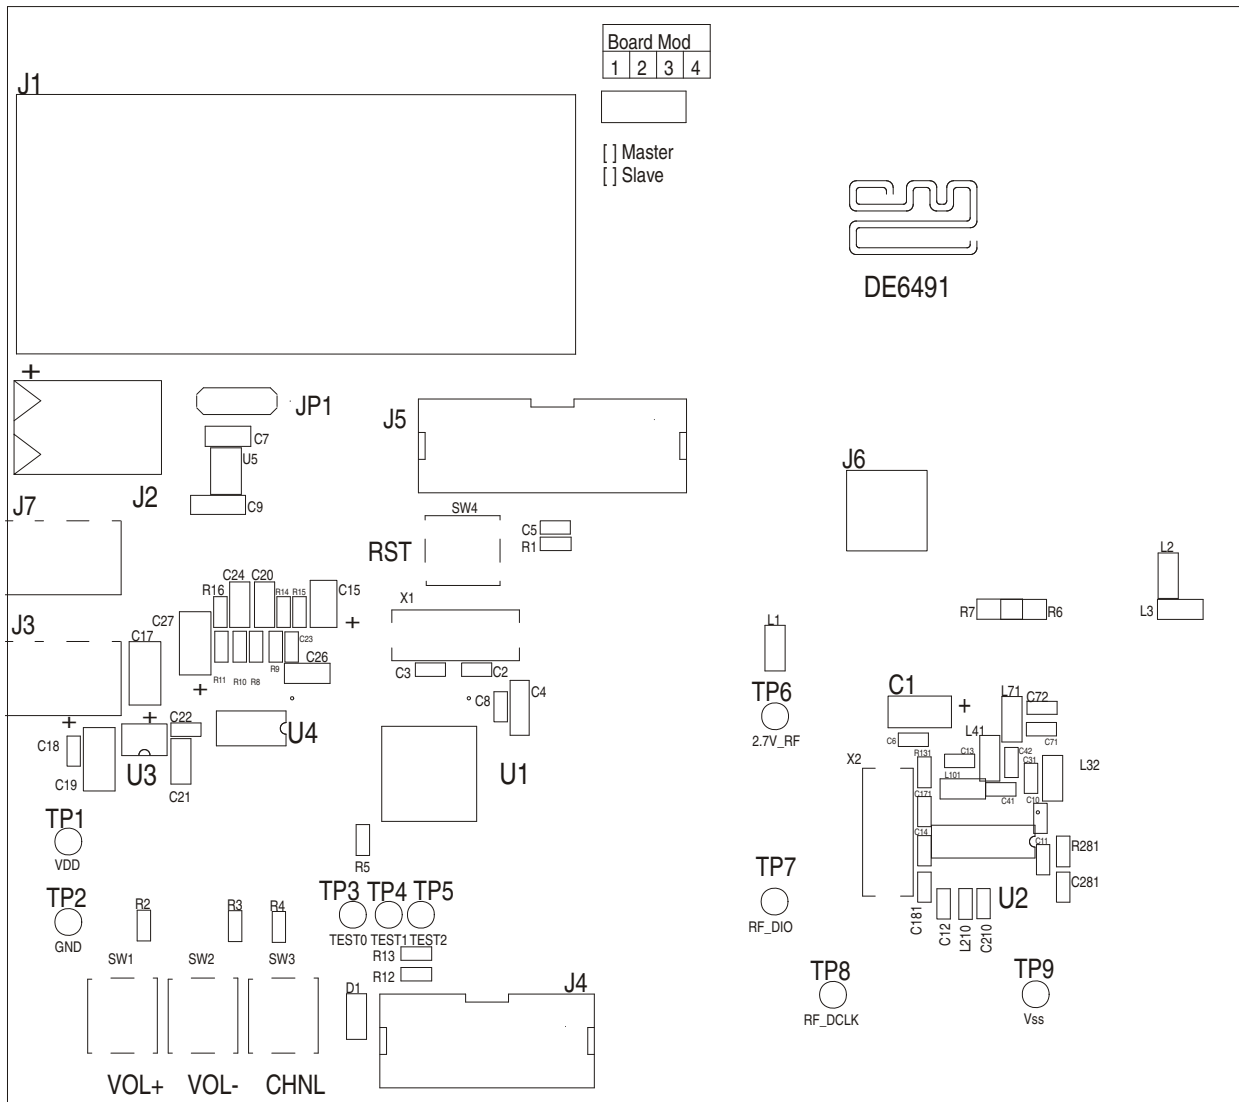 Board Mod
1 2 3 4
J1
[ ] Master
[ ] Slave
DE6491
+
JP1
J5
C7
U5
J6
J2
C9
J7
SW4
C5
RST
R1
L2
C24 C20
R16 R14 R15 C15
X1
R7 R6
L3
C27
+
L1
J3
C17
C23
C26
C3 C2
R11 R10 R8 R9
+
TP6
C1
L71
C72
C8 C4
+
+ + C22
U4
2.7V_RF
C6
L41
C71
C18
C13 C42
U3
U1
X2
R131
C31
L32
C19
C21
L101
C171
C41 C10
TP1
VDD
C14
C11
R281
R5
TP7
TP2
TP3 TP4 TP5
C281
R2 R3 R4
U2
RF_DIO
GND
TEST0 TEST1 TEST2
C181 C12 L210 C210
SW1 SW2 SW3
R13
R12
TP8
TP9
D1
J4
RF_DCLK
Vss
VOL+ VOL- CHNL